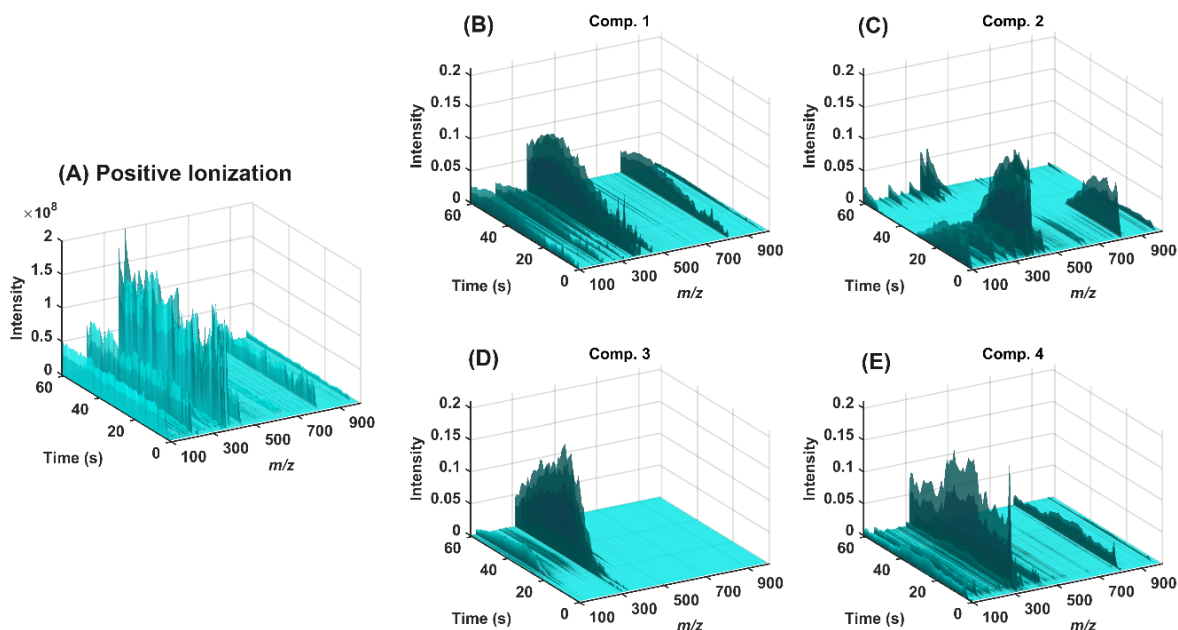 (A) Positive Ionization
×10⁸
2
1.5
1
0.5
0
Intensity
60
40
20
0
Time (s)
100
300
500
700
900
m/z
(B)
Comp. 1
0.2
0.15
0.1
0.05
0
Intensity
60
40
20
0
Time (s)
100
300
500
700
900
m/z
(C)
Comp. 2
0.2
0.15
0.1
0.05
0
Intensity
60
40
20
0
Time (s)
100
300
500
700
900
m/z
(D)
Comp. 3
0.2
0.15
0.1
0.05
0
Intensity
60
40
20
0
Time (s)
100
300
500
700
900
m/z
(E)
Comp. 4
0.2
0.15
0.1
0.05
0
Intensity
60
40
20
0
Time (s)
100
300
500
700
900
m/z